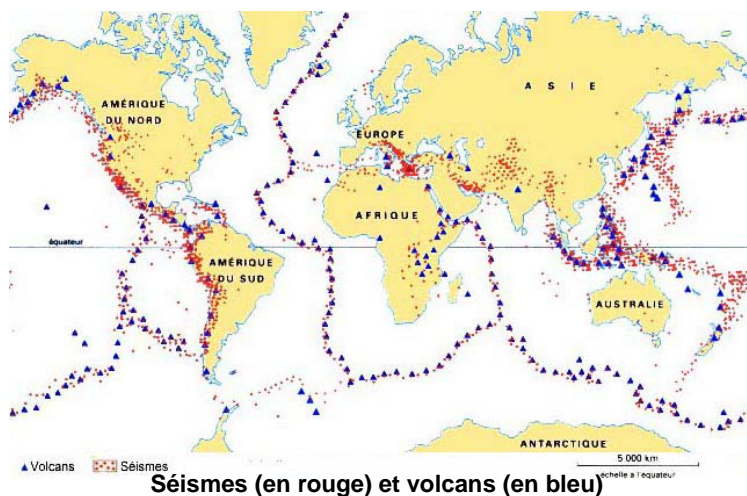 ASIE
AMÉRIQUE
DU NORD
EUROPE
AFRIQUE
équateur
AMÉRIQUE
DU SUD
AUSTRALIE
ANTARCTIQUE
5 000 km
échelle à l'équateur
Volcans
Séismes
Séismes (en rouge) et volcans (en bleu)